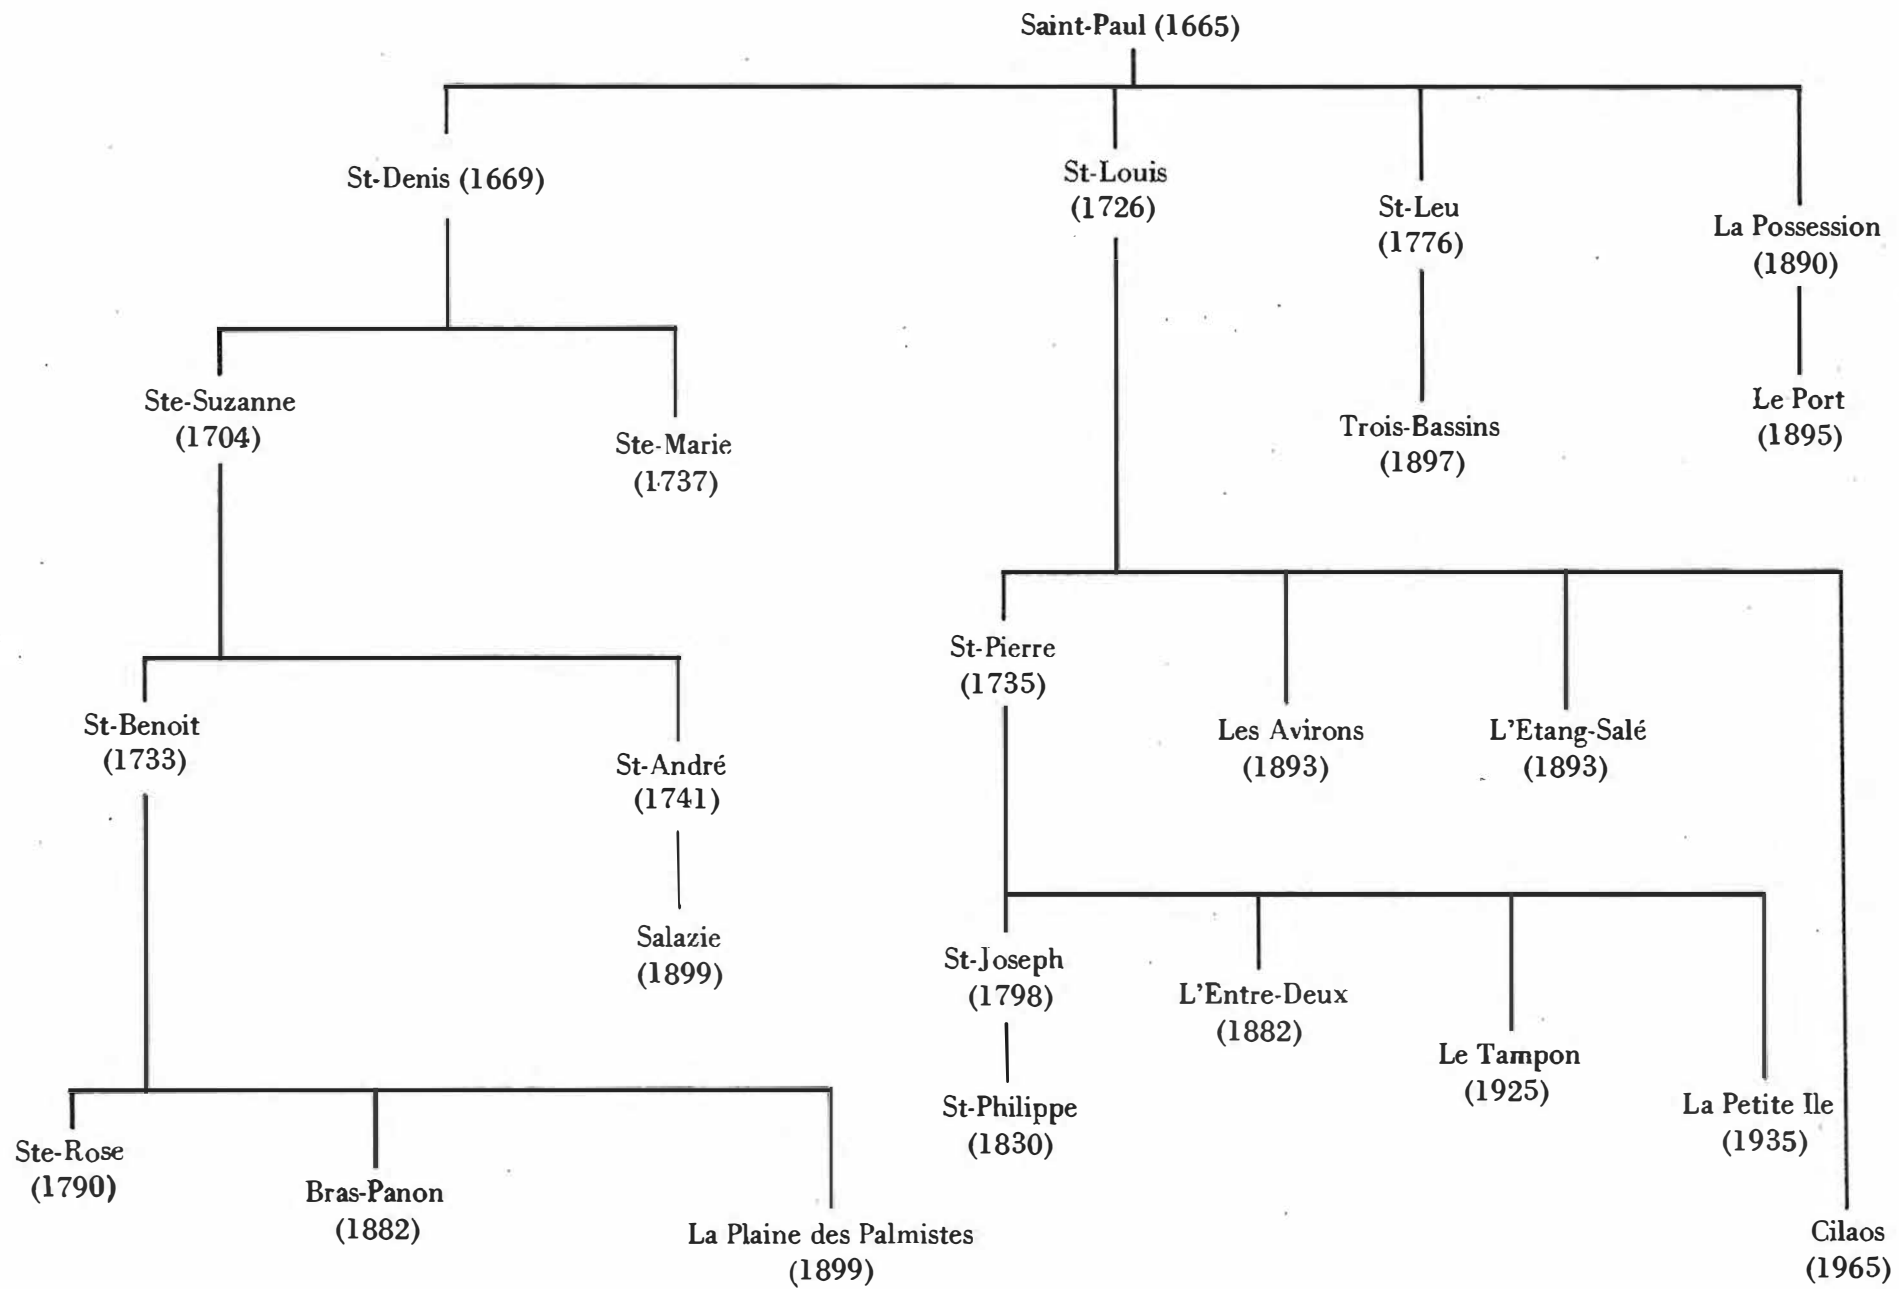 Saint-Paul (1665)
St-Denis (1669)
St-Louis
(1726)
St-Leu
(1776)
La Possession
(1890)
Ste-Suzanne
(1704)
Ste-Marie
(1737)
Trois-Bassins
(1897)
Le Port
(1895)
St-Benoit
(1733)
St-André
(1741)
St-Pierre
(1735)
Les Avirons
(1893)
L'Etang-Salé
(1893)
Salazie
(1899)
St-Joseph
(1798)
L'Entre-Deux
(1882)
Le Tampon
(1925)
La Petite Ile
(1935)
St-Philippe
(1830)
Ste-Rose
(1790)
Bras-Panon
(1882)
La Plaine des Palmistes
(1899)
Cilaos
(1965)